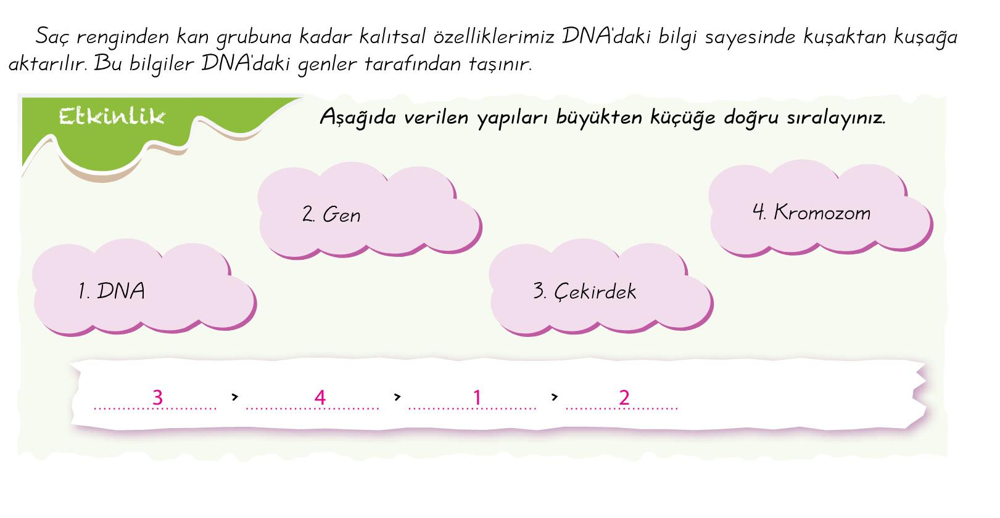 Saç renginden kan grubuna kadar kalıtsal özelliklerimiz DNA'daki bilgi sayesinde kuşaktan kuşağa
aktarılır. Bu bilgiler DNA'daki genler tarafından taşınır.
Etkinlik
Aşağıda verilen yapıları büyükten küçüğe doğru sıralayınız.
1. DNA
2. Gen
3. Çekirdek
4. Kromozom
3 > 4 > 1 > 2